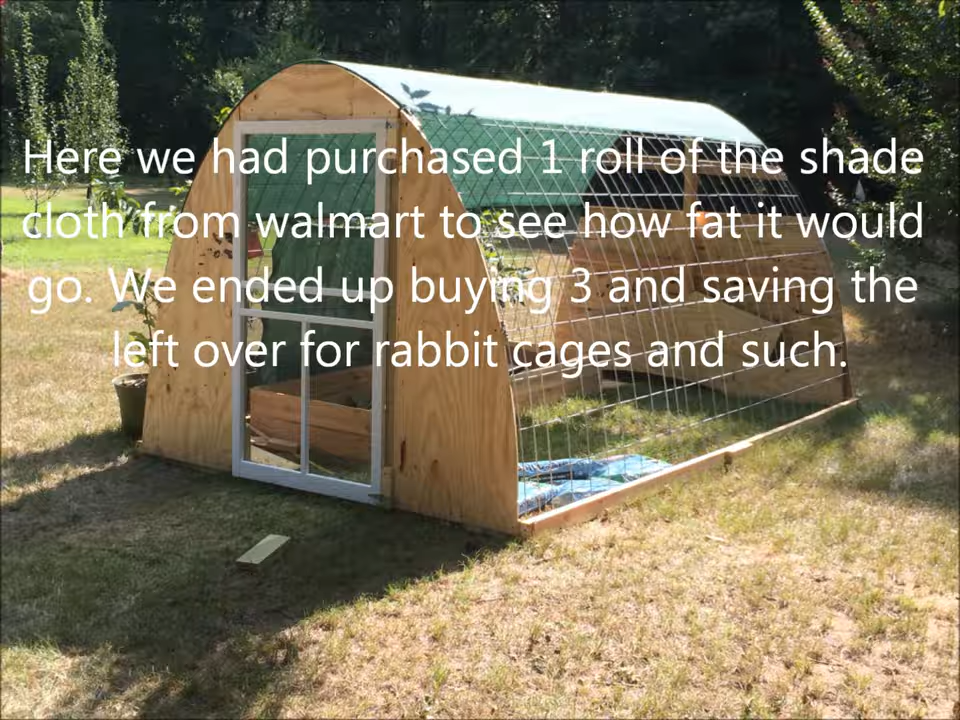 Here we had purchased 1 roll of the shade
cloth from walmart to see how fat it would
go. We ended up buying 3 and saving the
left over for rabbit cages and such.